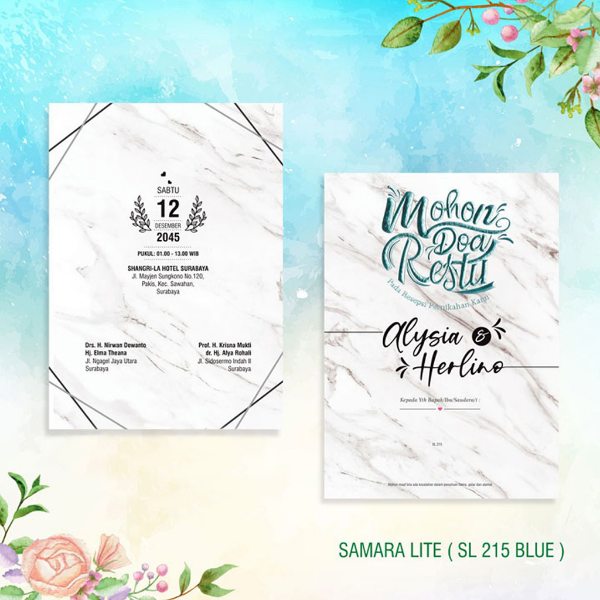 SABTU
12
DESEMBER
2045
PUKUL: 01.00 - 13.00 WIB
SHANGRI-LA HOTEL SURABAYA
Jl. Mayjen Sungkono No.120,
Pakis, Kec. Sawahan,
Surabaya
Drs. H. Nirwan Dewanto
Hj. Elma Theana
Jl. Ngagel Jaya Utara
Surabaya
Prof. H. Krisna Mukti
dr. Hj. Alya Rohali
Jl. Sidosermo Indah II
Surabaya
Mohon
Doa
Restu
Pada Resepsi Pernikahan Kami
Alysia &
Herlino
Kepada Yth Bapak/Ibu/Saudara/i :
SL 215
SAMARA LITE ( SL 215 BLUE )